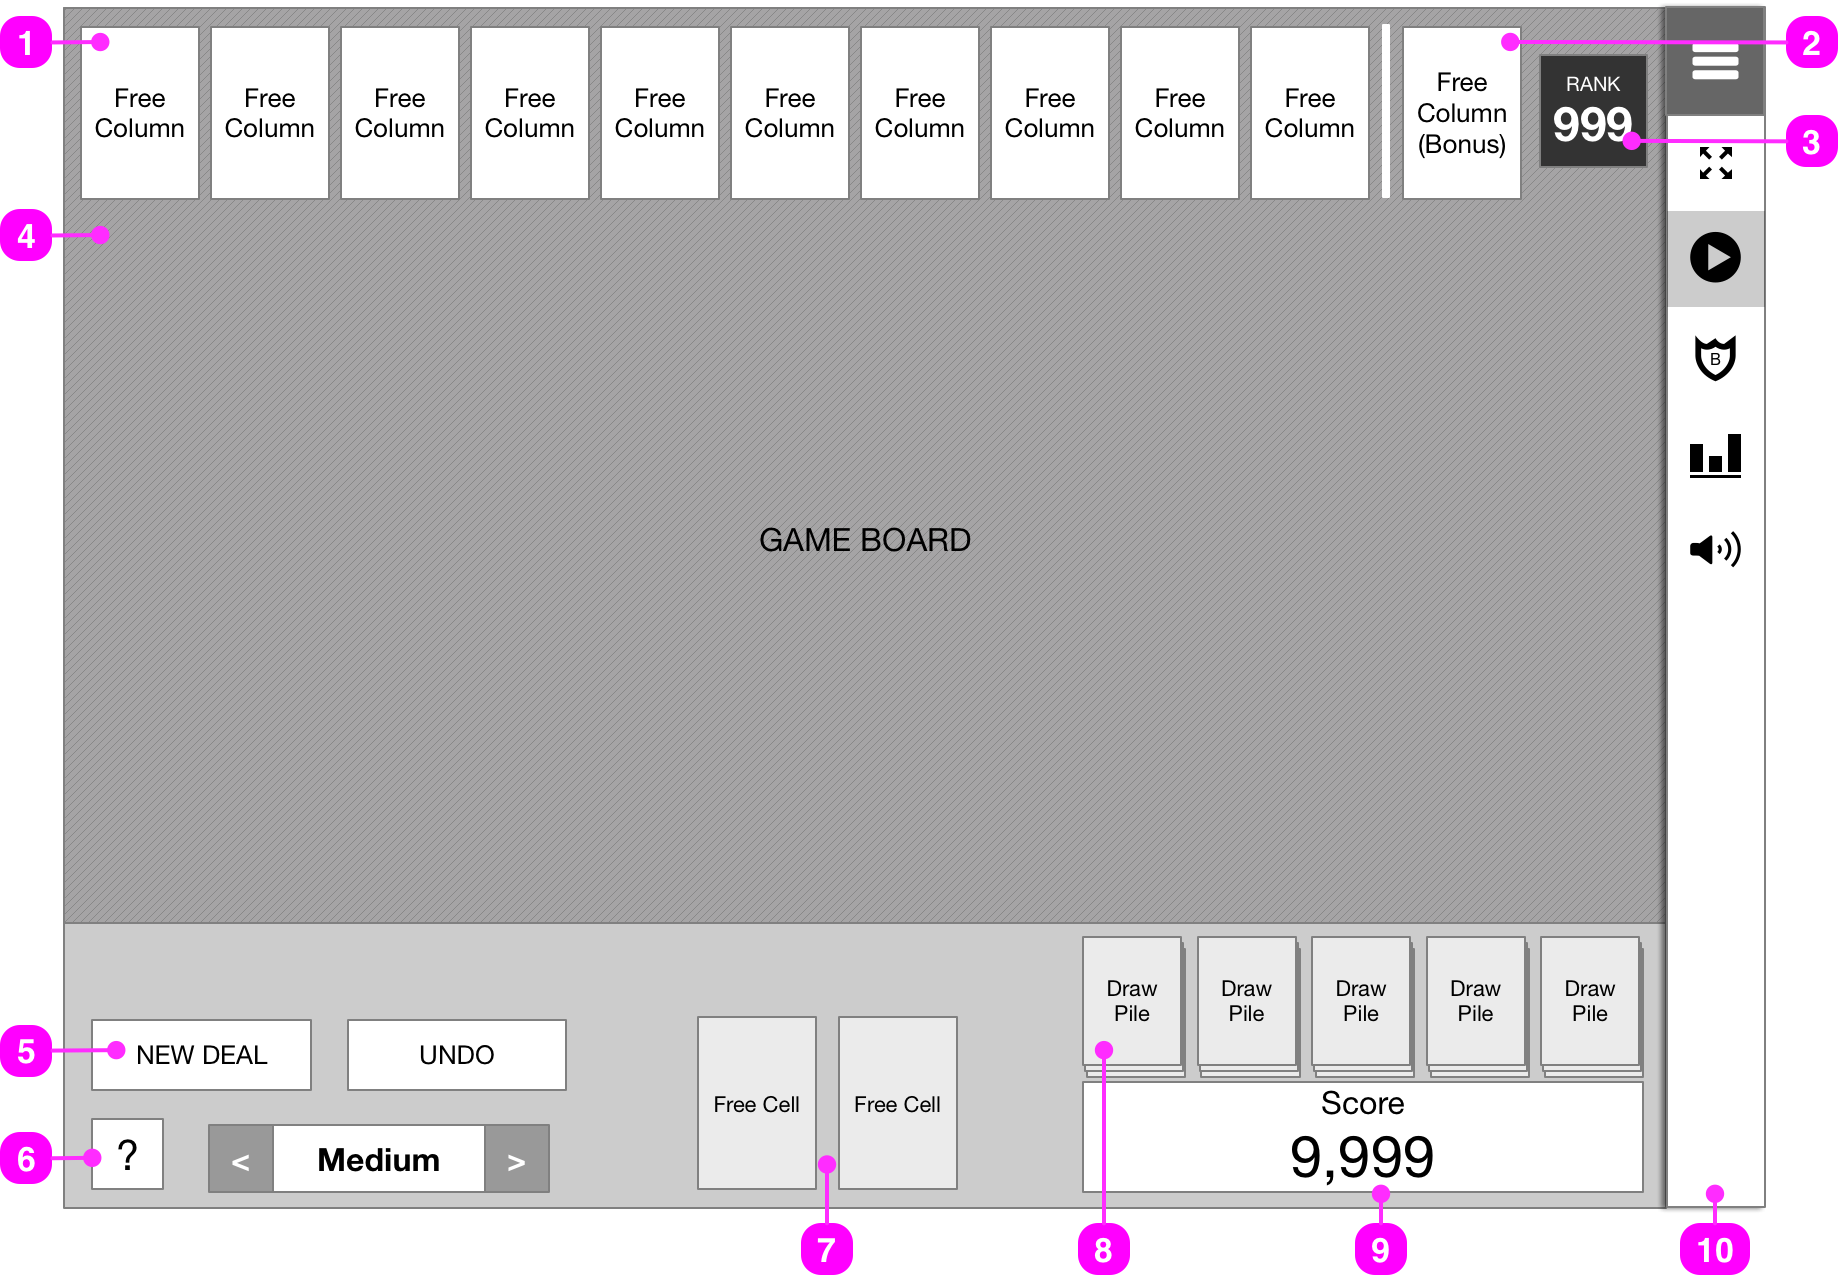 1
Free
Column
Free
Column
Free
Column
Free
Column
Free
Column
Free
Column
Free
Column
Free
Column
Free
Column
Free
Column
Free
Column
(Bonus)
2
RANK
999
3
4
B
GAME BOARD
5
NEW DEAL
UNDO
6
?
<
Medium
>
Free Cell
Free Cell
7
Draw
Pile
Draw
Pile
Draw
Pile
Draw
Pile
Draw
Pile
8
Score
9,999
9
10